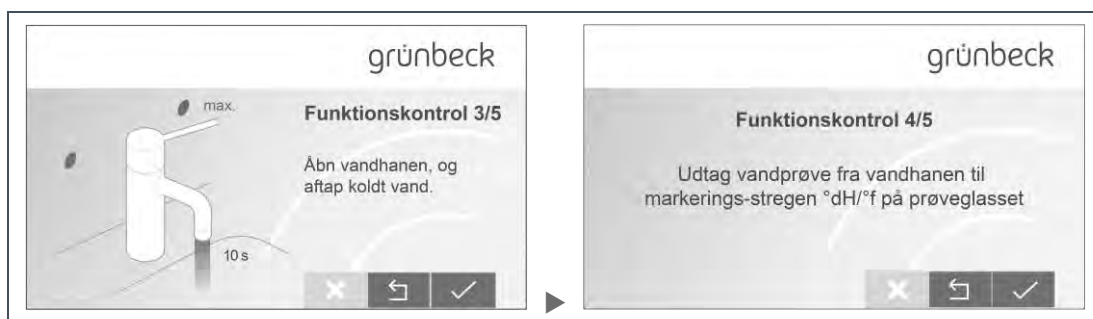 grünbeck
max.
Funktionskontrol 3/5
Åbn vandhanen, og
aftap koldt vand.
10 s
grünbeck
Funktionskontrol 4/5
Udtag vandprøve fra vandhanen til
markerings-stregen °dH/°f på prøveglasset